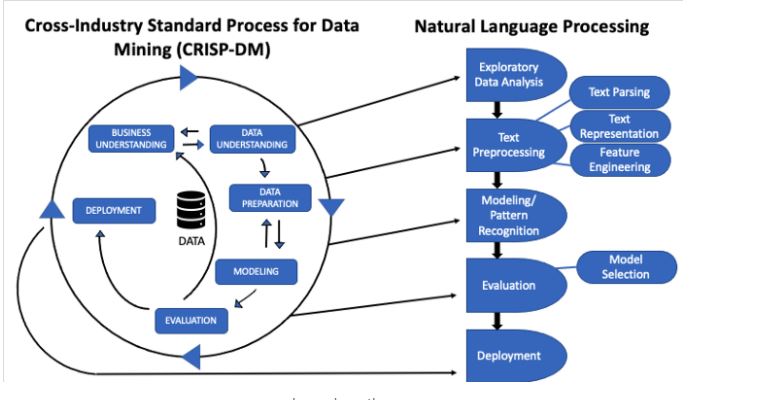 Cross-Industry Standard Process for Data
Mining (CRISP-DM)
Natural Language Processing
BUSINESS
UNDERSTANDING
DATA
UNDERSTANDING
DATA
PREPARATION
DEPLOYMENT
DATA
MODELING
EVALUATION
Exploratory
Data Analysis
Text Parsing
Text
Representation
Text
Preprocessing
Feature
Engineering
Modeling/
Pattern
Recognition
Model
Selection
Evaluation
Deployment